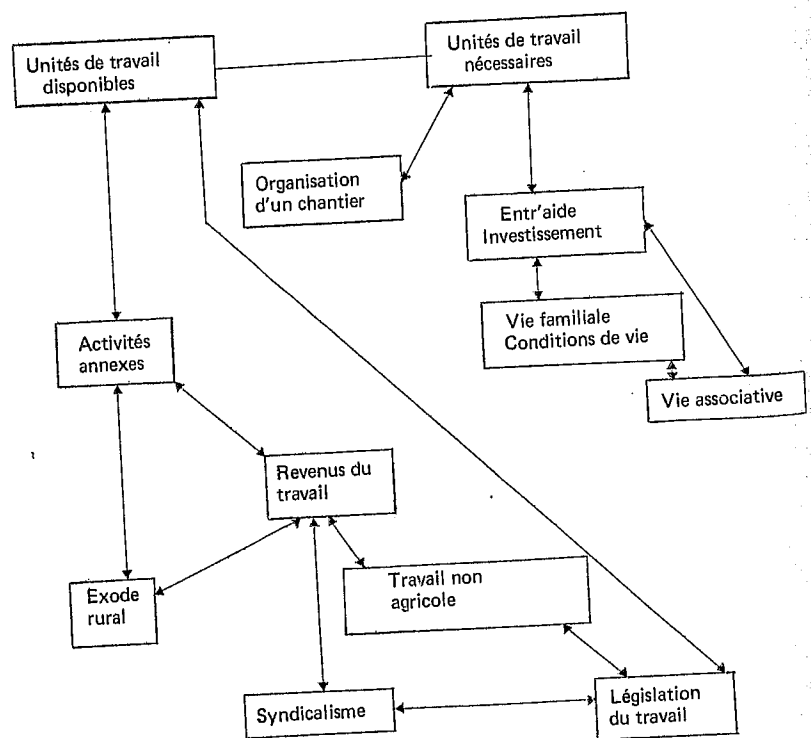 Unités de travail
disponibles
Unités de travail
nécessaires
Organisation
d'un chantier
Entr'aide
Investissement
Vie familiale
Conditions de vie
Vie associative
Activités
annexes
Revenus du
travail
Exode
rural
Travail non
agricole
Syndicalisme
Législation
du travail